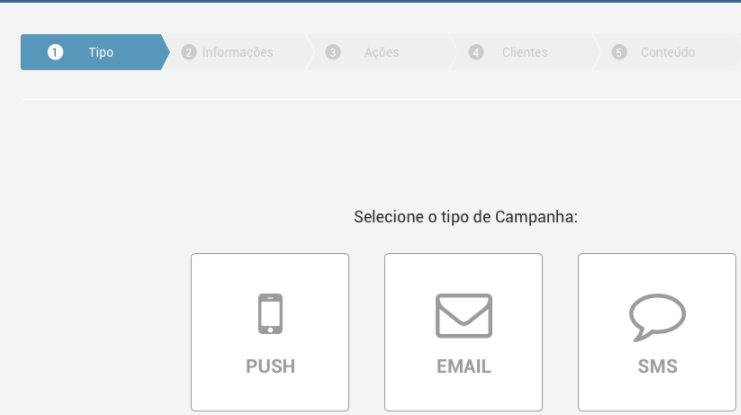 1 Tipo 2 Informações 3 Ações 4 Clientes 5 Conteúdo
Selecione o tipo de Campanha:
PUSH EMAIL SMS